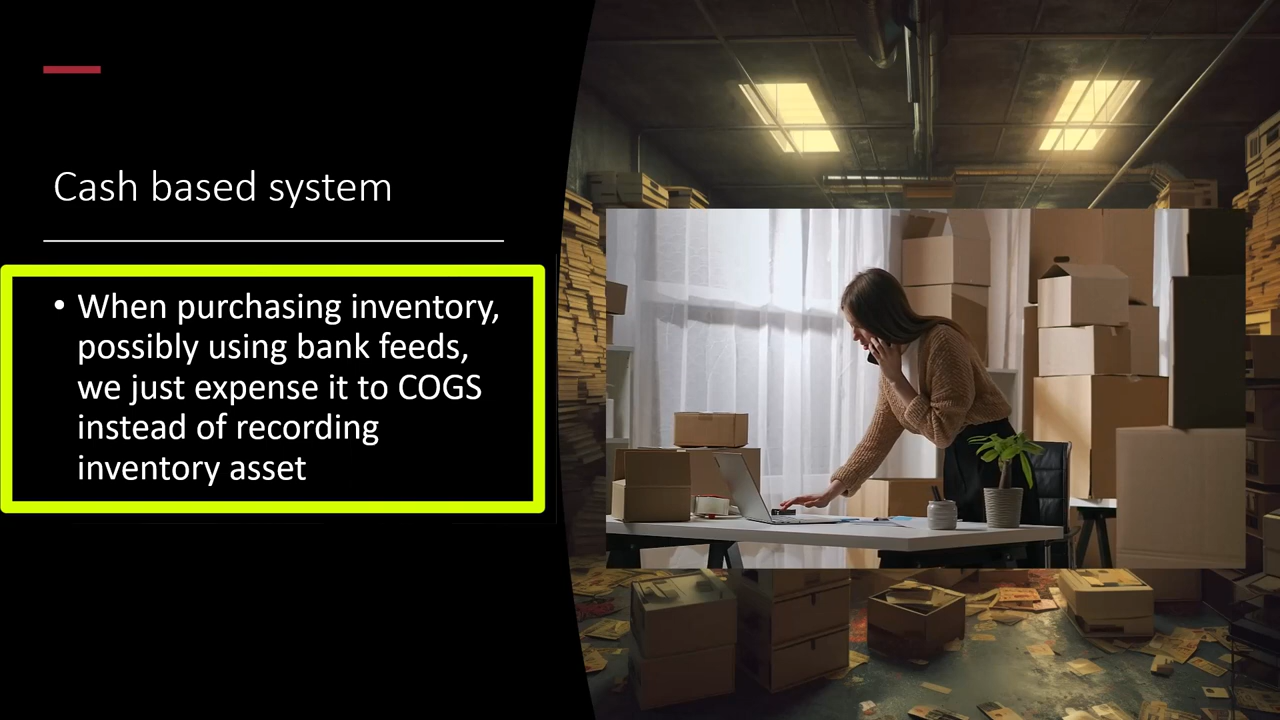 Cash based system
• When purchasing inventory,
possibly using bank feeds,
we just expense it to COGS
instead of recording
inventory asset